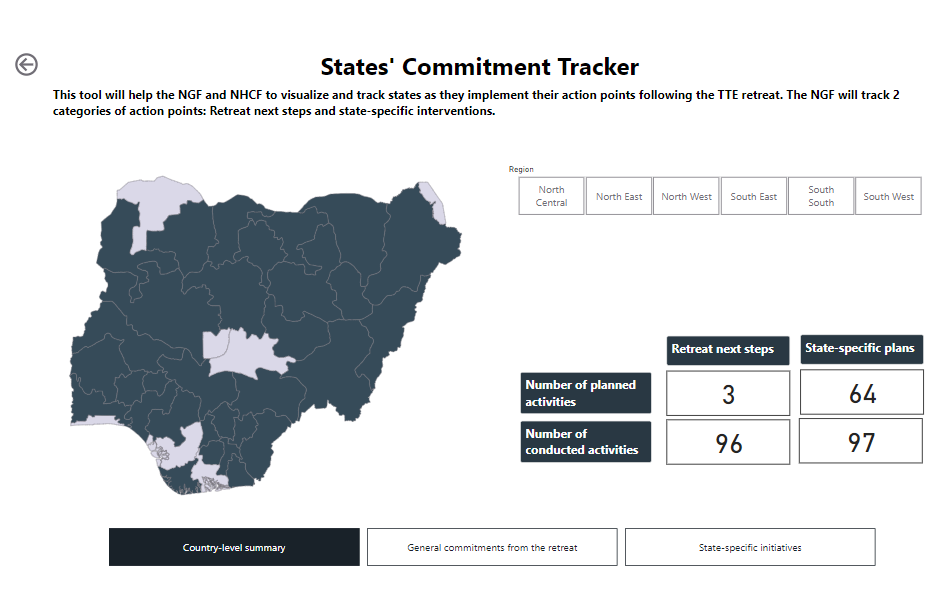 States' Commitment Tracker
This tool will help the NGF and NHCF to visualize and track states as they implement their action points following the TTE retreat. The NGF will track 2
categories of action points: Retreat next steps and state-specific interventions.
Region
North
Central
North East
North West
South East
South
South
South West
Retreat next steps
State-specific plans
Number of planned
activities
3
64
Number of
conducted activities
96
97
Country-level summary
General commitments from the retreat
State-specific initiatives